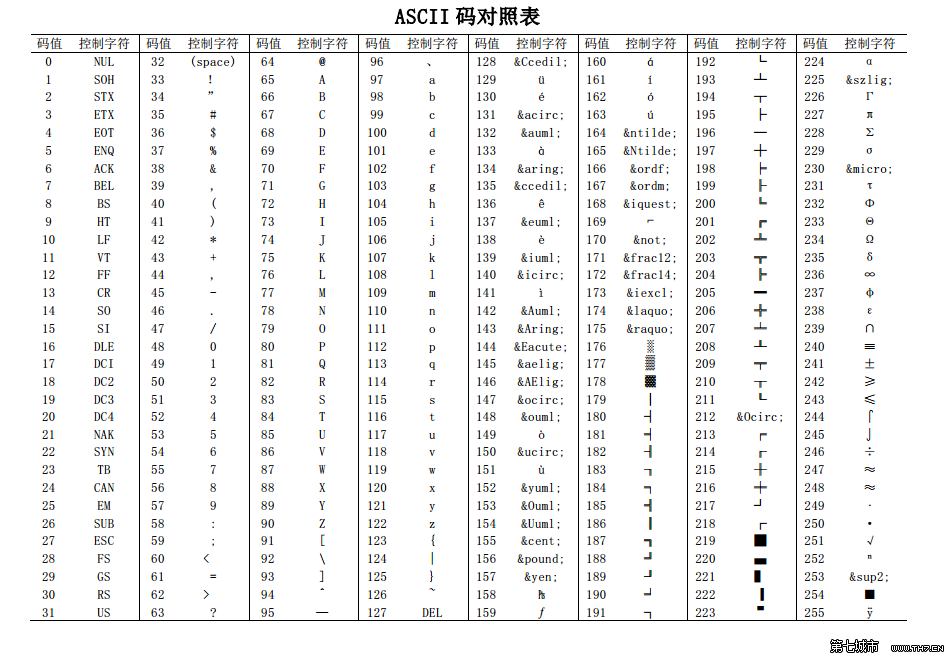 ASCII 码对照表
码值 控制字符 码值 控制字符 码值 控制字符 码值 控制字符 码值 控制字符 码值 控制字符 码值 控制字符 码值 控制字符
0 NUL 32 (space) 64 @ 96 、 128 &Ccedil; 160 á 192 ┗ 224 α
1 SOH 33 ! 65 A 97 a 129 ü 161 í 193 ┻ 225 &szlig;
2 STX 34 ” 66 B 98 b 130 é 162 ó 194 ┬ 226 Γ
3 ETX 35 # 67 C 99 c 131 &acirc; 163 ú 195 ├ 227 π
4 EOT 36 $ 68 D 100 d 132 &auml; 164 &ntilde; 196 ─ 228 Σ
5 ENQ 37 % 69 E 101 e 133 à 165 &Ntilde; 197 ┼ 229 σ
6 ACK 38 & 70 F 102 f 134 &aring; 166 &ordf; 198 ┝ 230 &micro;
7 BEL 39 , 71 G 103 g 135 &ccedil; 167 &ordm; 199 ┠ 231 τ
8 BS 40 ( 72 H 104 h 136 ê 168 &iquest; 200 ┗ 232 Φ
9 HT 41 ) 73 I 105 i 137 &euml; 169 ⌐ 201 ┏ 233 Θ
10 LF 42 * 74 J 106 j 138 è 170 &not; 202 ┻ 234 Ω
11 VT 43 + 75 K 107 k 139 &iuml; 171 &frac12; 203 ┳ 235 δ
12 FF 44 , 76 L 108 l 140 &icirc; 172 &frac14; 204 ┣ 236 ∞
13 CR 45 - 77 M 109 m 141 ì 173 &iexcl; 205 ━ 237 φ
14 SO 46 . 78 N 110 n 142 &Auml; 174 &laquo; 206 ╋ 238 ε
15 SI 47 / 79 O 111 o 143 &Aring; 175 &raquo; 207 ┷ 239 ∩
16 DLE 48 0 80 P 112 p 144 &Eacute; 176 ▒ 208 ┸ 240 ≡
17 DCI 49 1 81 Q 113 q 145 &aelig; 177 ▒ 209 ┯ 241 ±
18 DC2 50 2 82 R 114 r 146 &AElig; 178 ▓ 210 ┰ 242 ≥
19 DC3 51 3 83 S 115 s 147 &ocirc; 179 │ 211 ┖ 243 ≤
20 DC4 52 4 84 T 116 t 148 &ouml; 180 ┤ 212 &Ocirc; 244 ⌠
21 NAK 53 5 85 U 117 u 149 ò 181 ┥ 213 ┍ 245 ⌡
22 SYN 54 6 86 V 118 v 150 &ucirc; 182 ┨ 214 ┎ 246 ÷
23 TB 55 7 87 W 119 w 151 ù 183 ┒ 215 ╂ 247 ≈
24 CAN 56 8 88 X 120 x 152 &yuml; 184 ┑ 216 ┿ 248 ≈
25 EM 57 9 89 Y 121 y 153 &Ouml; 185 ┫ 217 ┘ 249 ·
26 SUB 58 : 90 Z 122 z 154 &Uuml; 186 ┃ 218 ┌ 250 •
27 ESC 59 ; 91 [ 123 { 155 &cent; 187 ┓ 219 █ 251 √
28 FS 60 < 92 \ 124 | 156 &pound; 188 ┛ 220 ▄ 252 ⁿ
29 GS 61 = 93 ] 125 } 157 &yen; 189 ┚ 221 ▌ 253 &sup2;
30 RS 62 > 94 ^ 126 ~ 158 ₧ 190 ┙ 222 ▐ 254 ■
31 US 63 ? 95 — 127 DEL 159 ƒ 191 ┐ 223 ▀ 255 ÿ
第七城市 WWW.TH7.CN